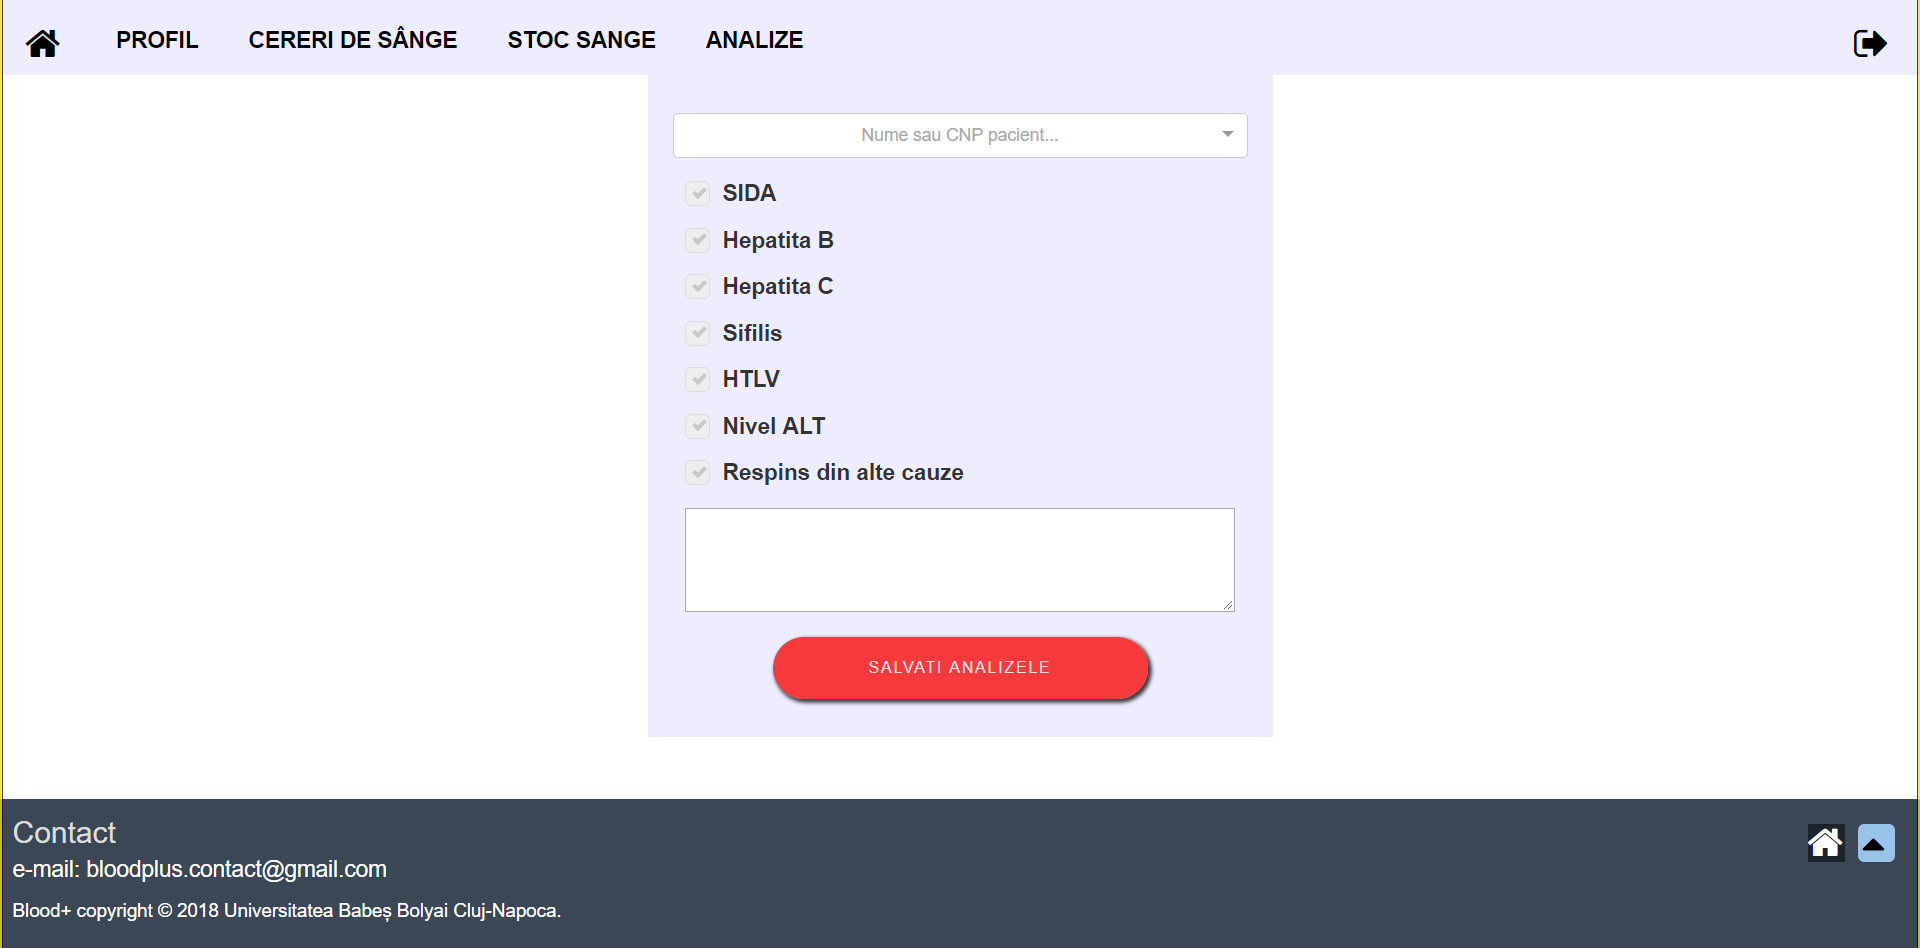 PROFIL CERERI DE SÂNGE STOC SANGE ANALIZE
Nume sau CNP pacient...
SIDA
Hepatita B
Hepatita C
Sifilis
HTLV
Nivel ALT
Respins din alte cauze
SALVATI ANALIZELE
Contact
e-mail: bloodplus.contact@gmail.com
Blood+ copyright © 2018 Universitatea Babeș Bolyai Cluj-Napoca.